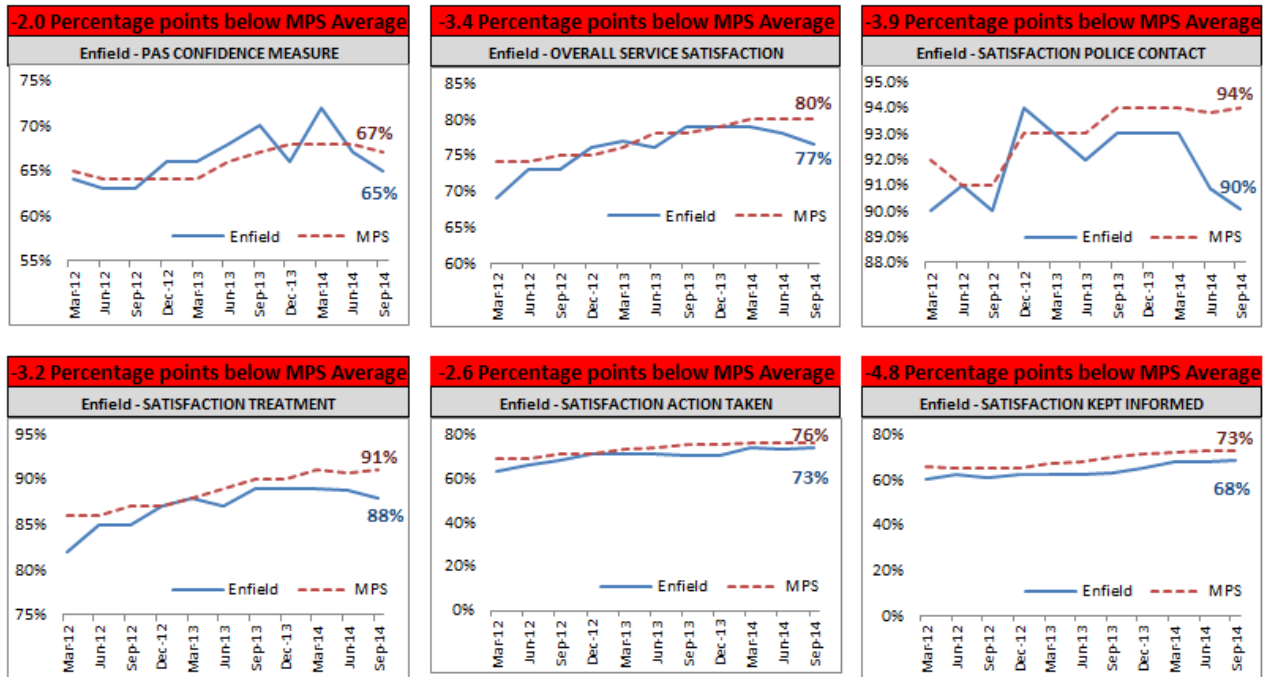 -2.0 Percentage points below MPS Average
Enfield - PAS CONFIDENCE MEASURE
75%
70%
65%
60%
55%
67%
65%
Enfield
MPS
Mar-12
Jun-12
Sep-12
Dec-12
Mar-13
Jun-13
Sep-13
Dec-13
Mar-14
Jun-14
Sep-14
-3.4 Percentage points below MPS Average
Enfield - OVERALL SERVICE SATISFACTION
85%
80%
75%
70%
65%
60%
80%
77%
Enfield
MPS
Mar-12
Jun-12
Sep-12
Dec-12
Mar-13
Jun-13
Sep-13
Dec-13
Mar-14
Jun-14
Sep-14
-3.9 Percentage points below MPS Average
Enfield - SATISFACTION POLICE CONTACT
95.0%
94.0%
93.0%
92.0%
91.0%
90.0%
89.0%
88.0%
94%
90%
Enfield
MPS
Mar-12
Jun-12
Sep-12
Dec-12
Mar-13
Jun-13
Sep-13
Dec-13
Mar-14
Jun-14
Sep-14
-3.2 Percentage points below MPS Average
Enfield - SATISFACTION TREATMENT
95%
90%
85%
80%
75%
91%
88%
Enfield
MPS
Mar-12
Jun-12
Sep-12
Dec-12
Mar-13
Jun-13
Sep-13
Dec-13
Mar-14
Jun-14
Sep-14
-2.6 Percentage points below MPS Average
Enfield - SATISFACTION ACTION TAKEN
80%
60%
40%
20%
0%
76%
73%
Enfield
MPS
Mar-12
Jun-12
Sep-12
Dec-12
Mar-13
Jun-13
Sep-13
Dec-13
Mar-14
Jun-14
Sep-14
-4.8 Percentage points below MPS Average
Enfield - SATISFACTION KEPT INFORMED
80%
60%
40%
20%
0%
73%
68%
Enfield
MPS
Mar-12
Jun-12
Sep-12
Dec-12
Mar-13
Jun-13
Sep-13
Dec-13
Mar-14
Jun-14
Sep-14